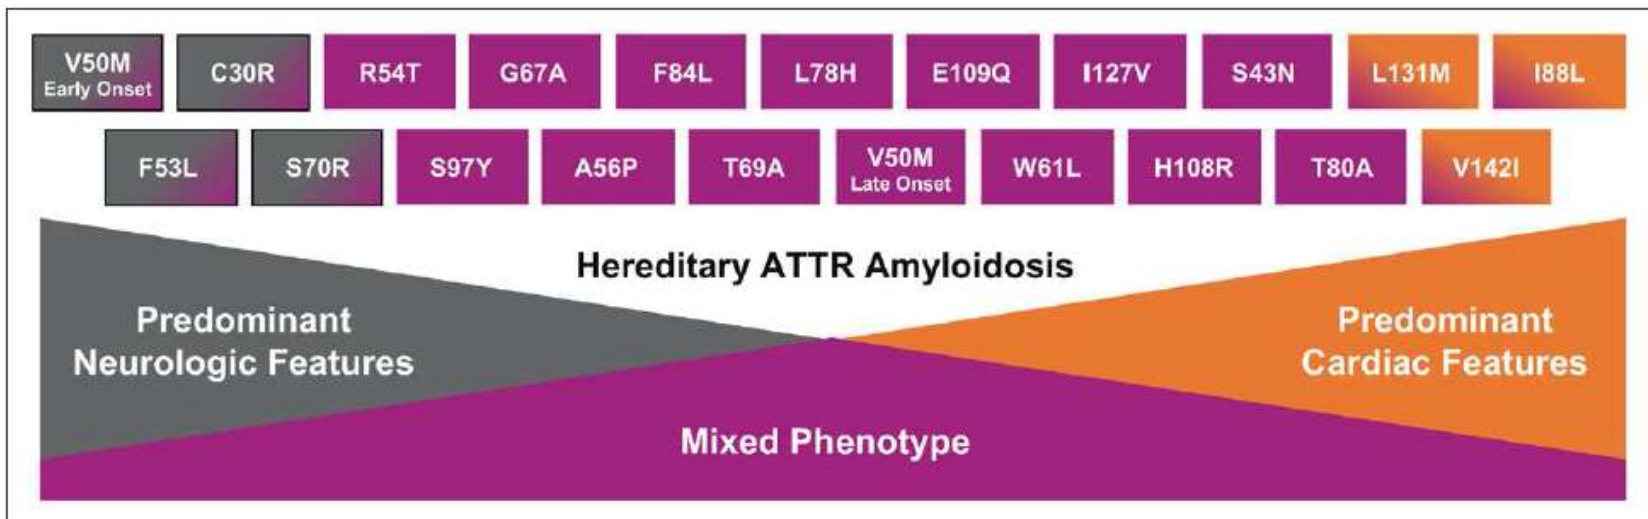 V50M
Early Onset
C30R
R54T
G67A
F84L
L78H
E109Q
I127V
S43N
L131M
I88L
F53L
S70R
S97Y
A56P
T69A
V50M
Late Onset
W61L
H108R
T80A
V142I
Hereditary ATTR Amyloidosis
Predominant
Neurologic Features
Predominant
Cardiac Features
Mixed Phenotype